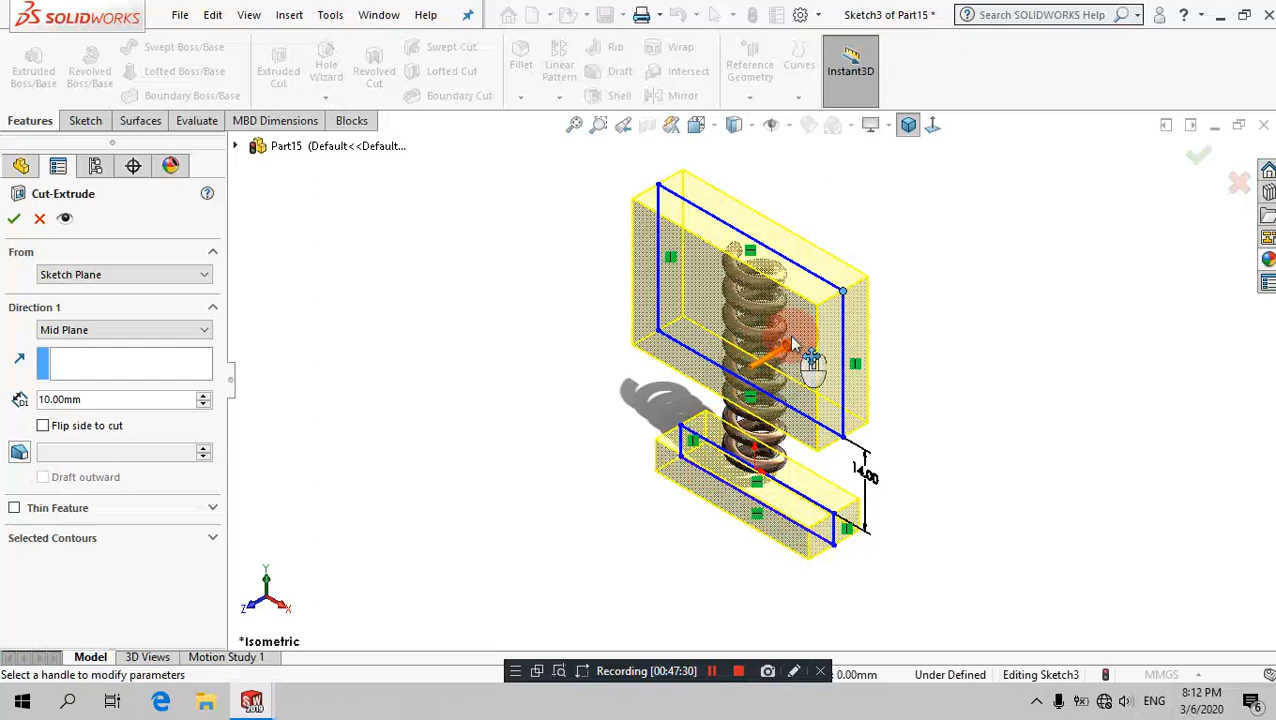 SOLIDWORKS File Edit View Insert Tools Window Help Sketch3 of Part15 * Search SOLIDWORKS Help ?
Extruded Boss/Base Revolved Boss/Base Swept Boss/Base Lofted Boss/Base Boundary Boss/Base Extruded Cut Hole Wizard Revolved Cut Swept Cut Lofted Cut Boundary Cut Fillet Linear Pattern Rib Draft Shell Wrap Intersect Mirror Reference Geometry Curves Instant3D
Features Sketch Surfaces Evaluate MBD Dimensions Blocks
Part15 (Default<<Default...
Cut-Extrude
From
Sketch Plane
Direction 1
Mid Plane
10.00mm
Flip side to cut
Draft outward
Thin Feature
Selected Contours
14.00
Y
Z X
*Isometric
Model 3D Views Motion Study 1
Select a handle to modify parameters Recording [00:47:30] : 0.00mm Under Defined Editing Sketch3 MMGS
SW 2019 ENG 8:12 PM 3/6/2020 6